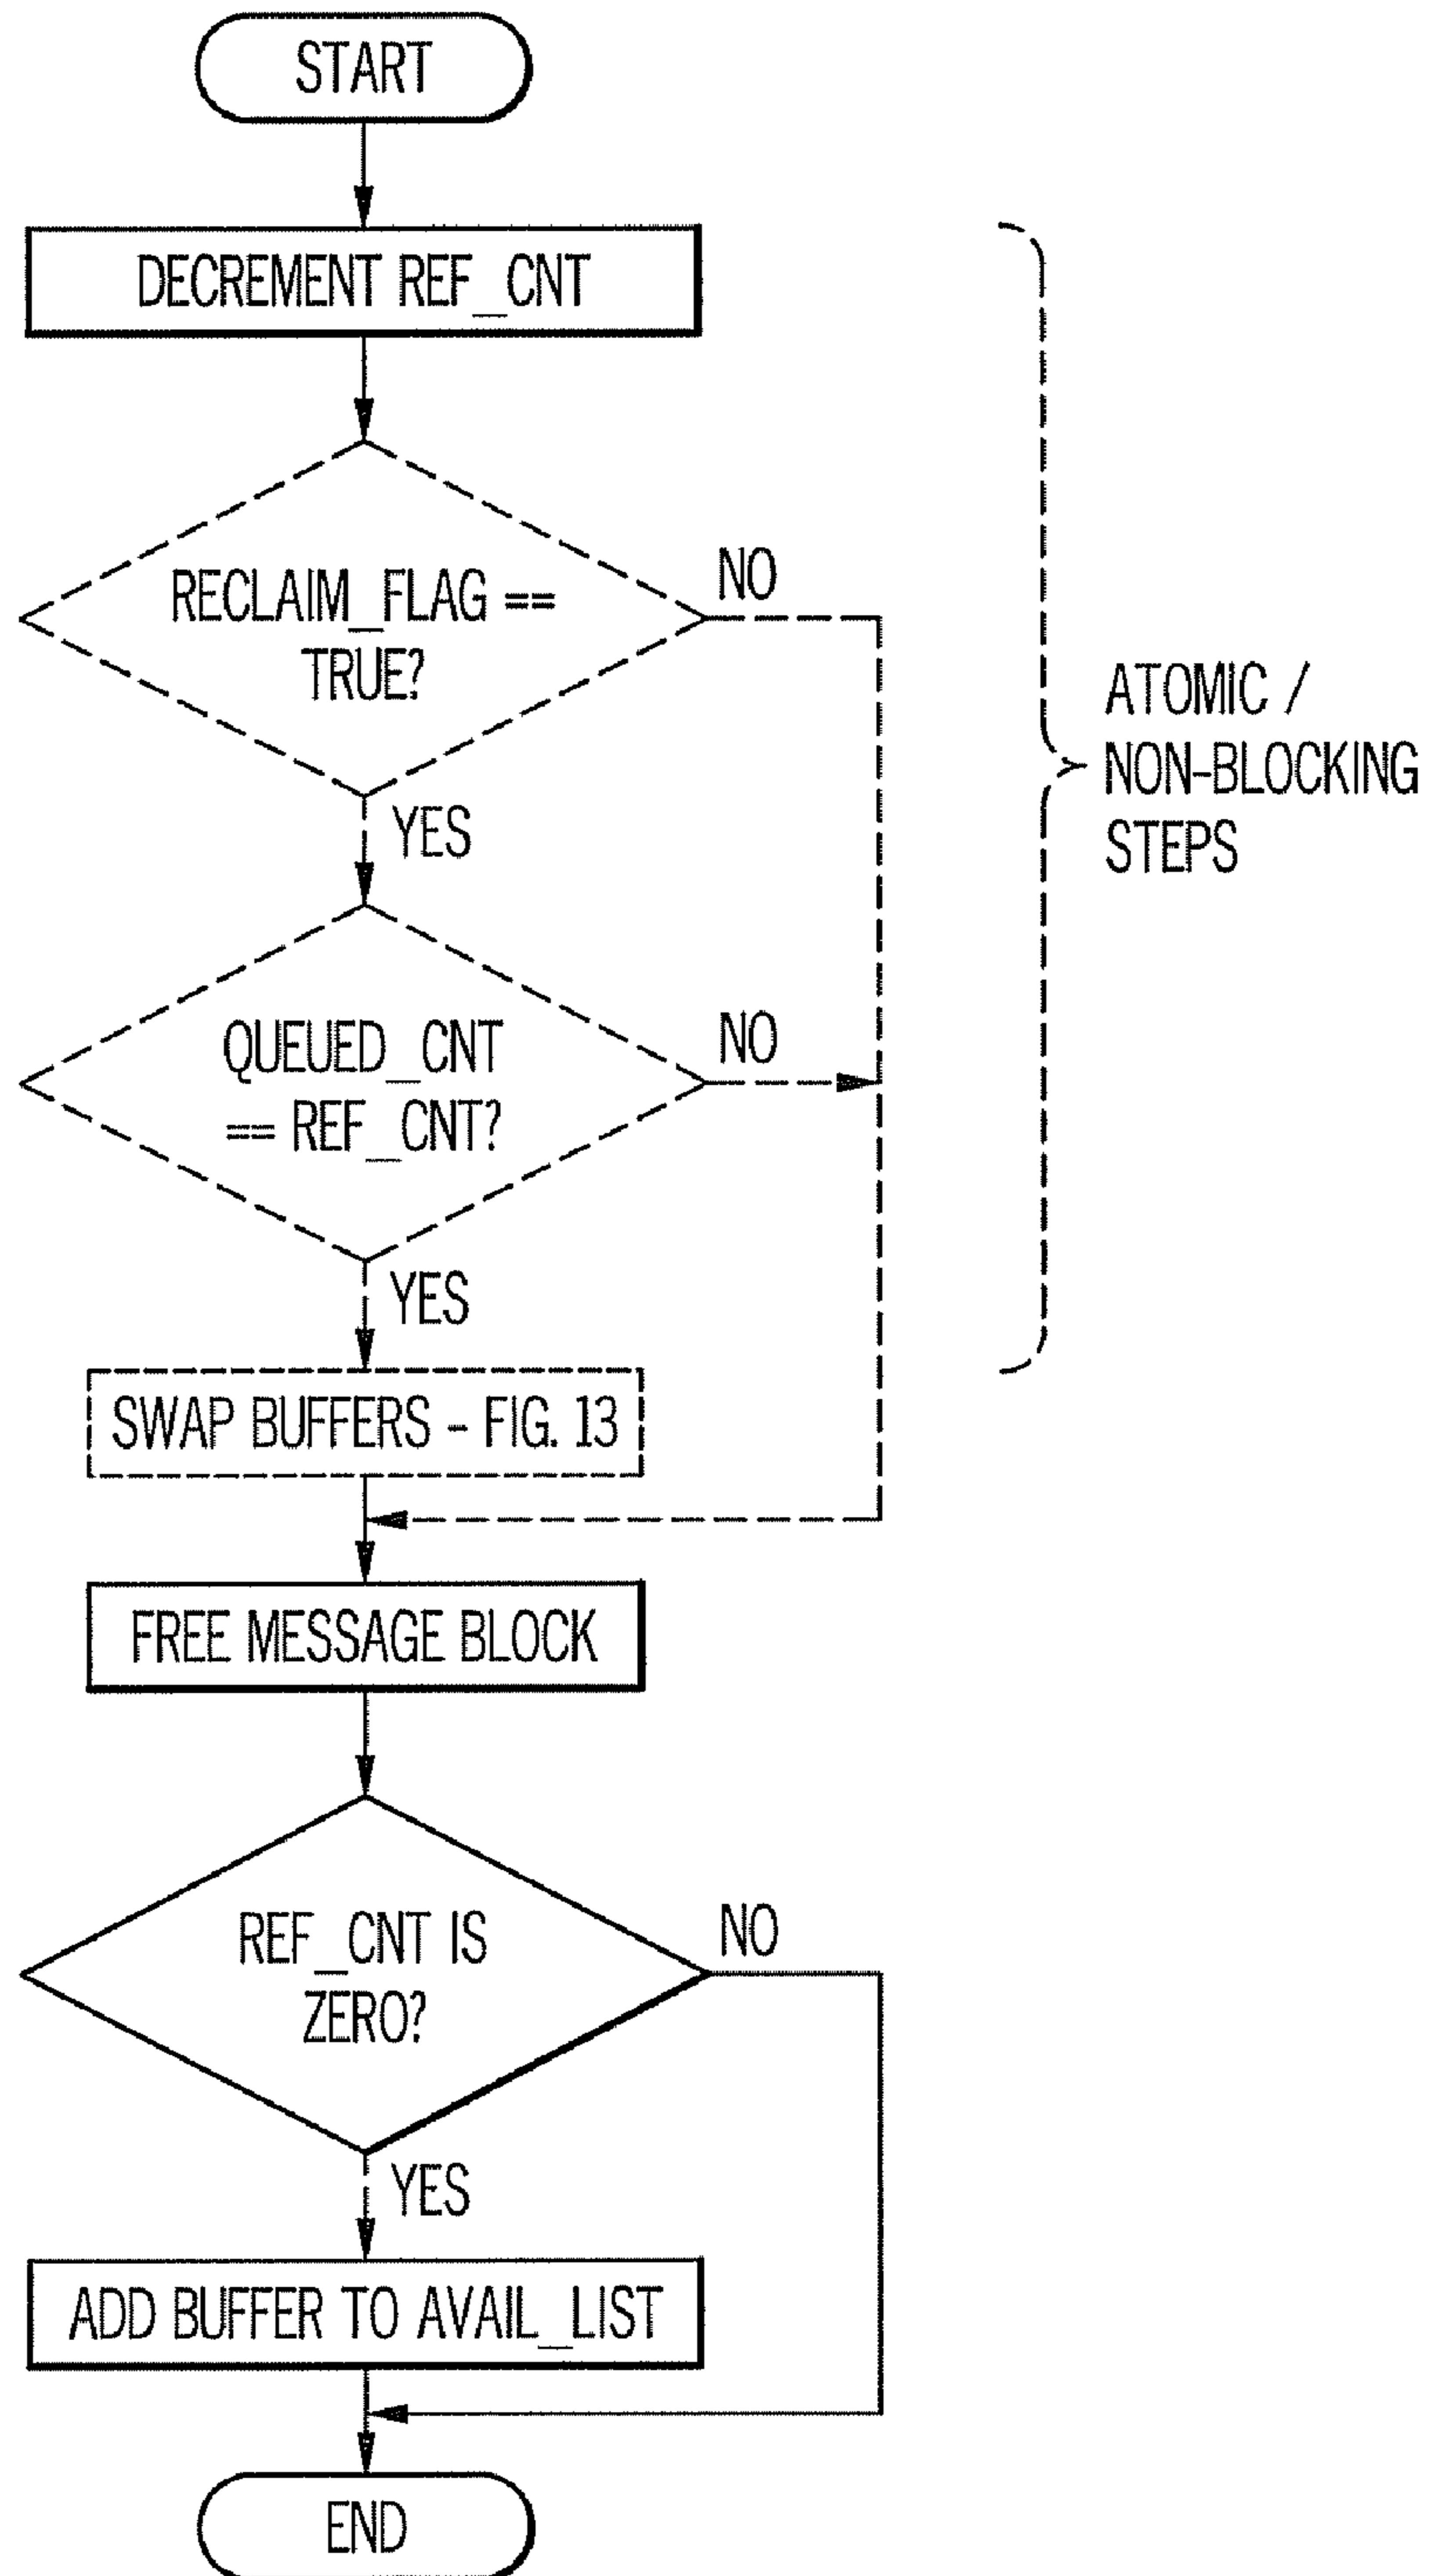 START
DECREMENT REF_CNT
RECLAIM_FLAG ==
TRUE?
NO
YES
ATOMIC /
NON-BLOCKING
STEPS
QUEUED_CNT
== REF_CNT?
NO
YES
SWAP BUFFERS - FIG. 13
FREE MESSAGE BLOCK
REF_CNT IS
ZERO?
NO
YES
ADD BUFFER TO AVAIL_LIST
END